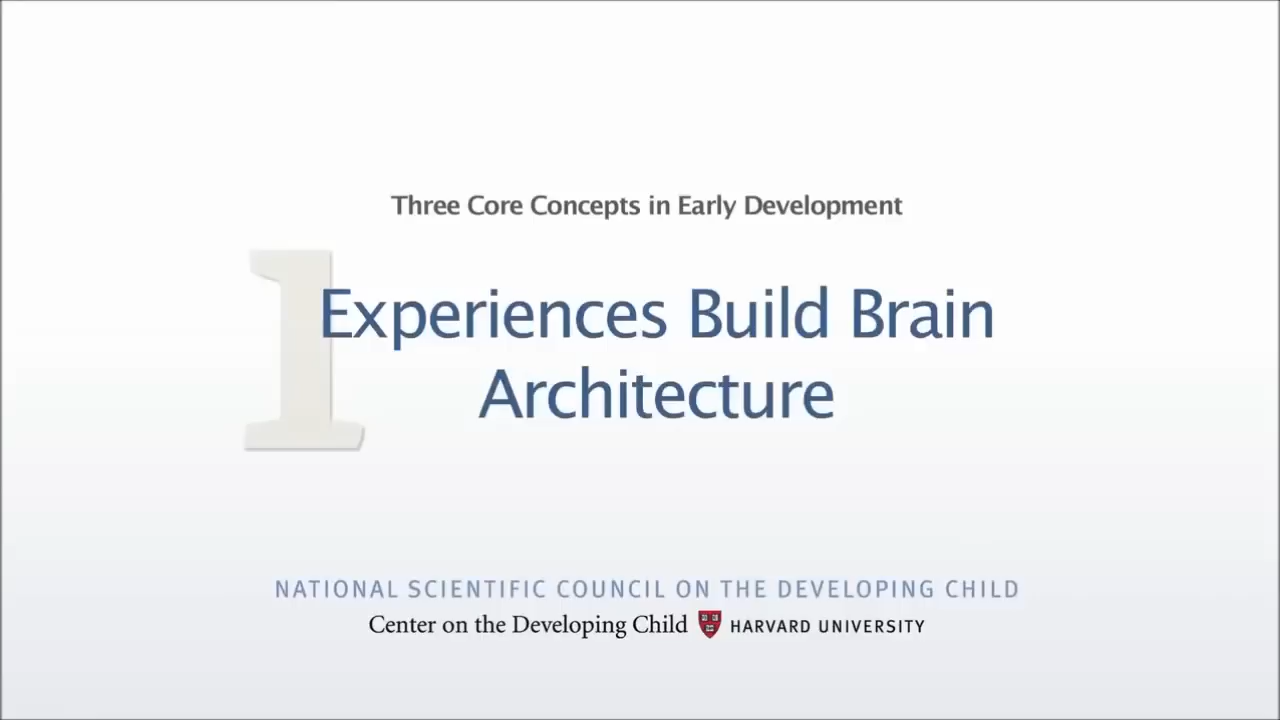 Three Core Concepts in Early Development
1
Experiences Build Brain
Architecture
NATIONAL SCIENTIFIC COUNCIL ON THE DEVELOPING CHILD
Center on the Developing Child HARVARD UNIVERSITY